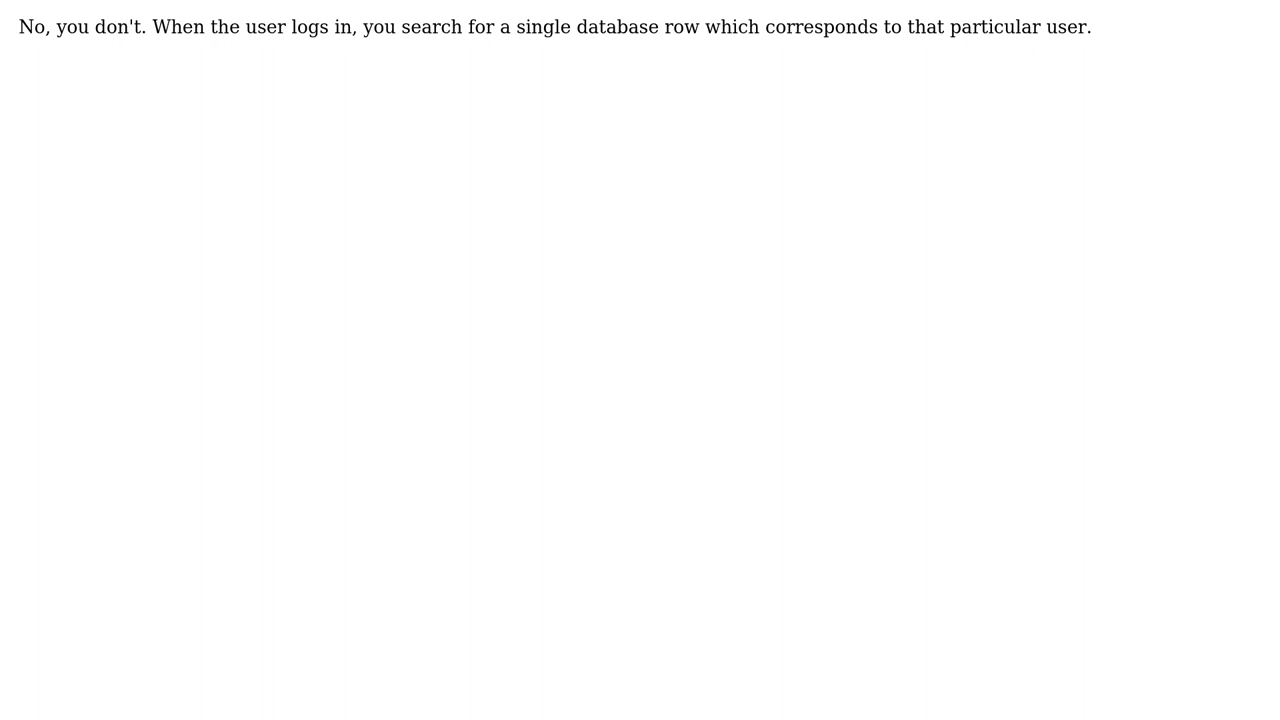 No, you don't. When the user logs in, you search for a single database row which corresponds to that particular user.